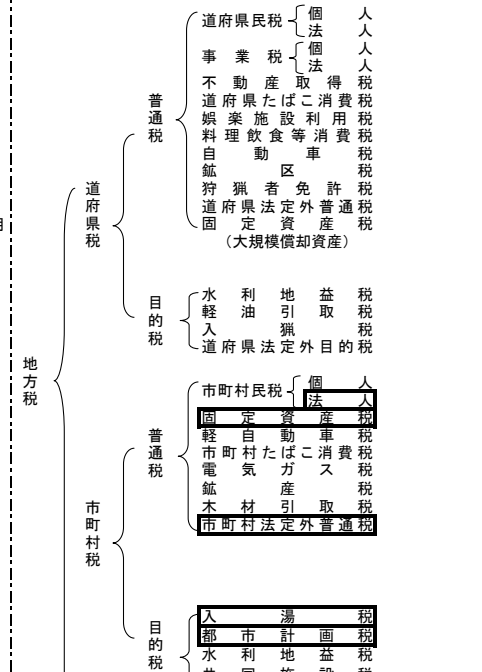 地方税
道府県税
普通税
道府県民税
個人
法人
事業税
個人
法人
不動産取得税
道府県たばこ消費税
娯楽施設利用税
料理飲食等消費税
自動車税
鉱区税
狩猟者免許税
道府県法定外普通税
固定資産税
(大規模償却資産)
目的税
水利地益税
軽油引取税
入猟税
道府県法定外目的税
市町村税
普通税
市町村民税
個人
法人
固定資産税
軽自動車税
市町村たばこ消費税
電気ガス税
鉱産税
木材引取税
市町村法定外普通税
目的税
入湯税
都市計画税
水利地益税